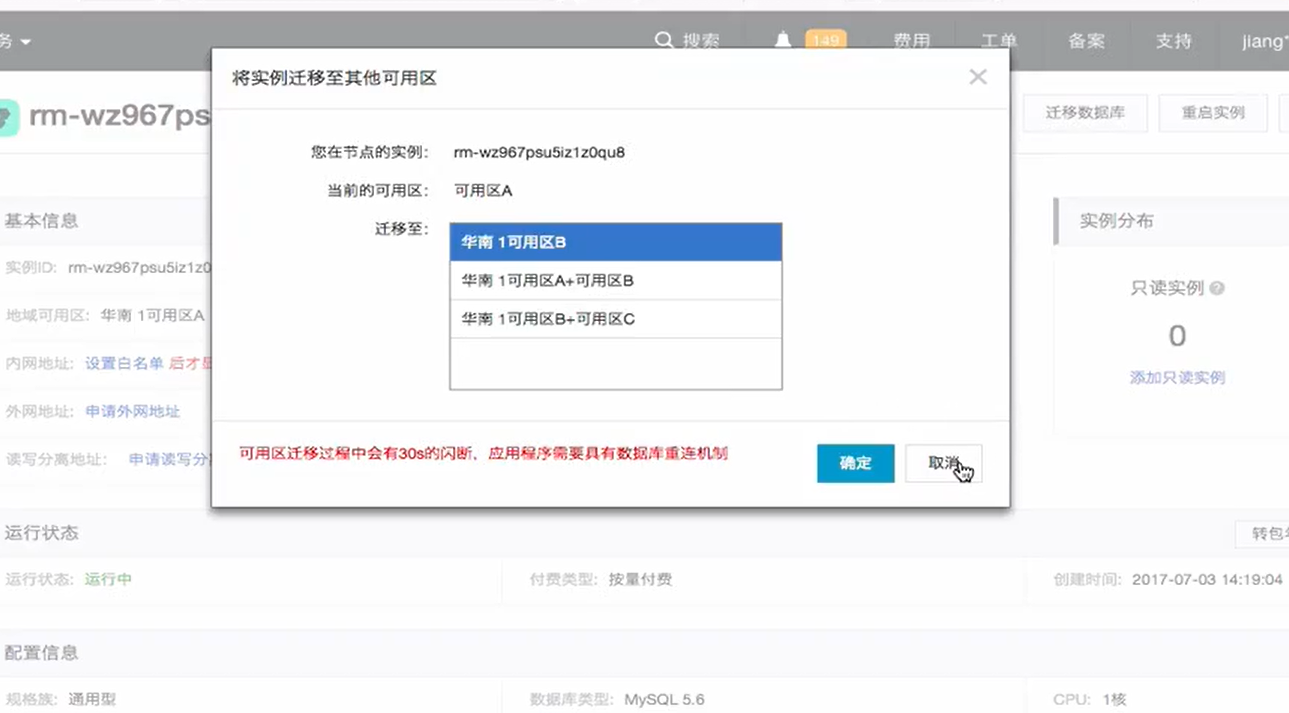 务
搜索 149 费用 工单 备案 支持 jiang*
将实例迁移至其他可用区
rm-wz967ps
迁移数据库 重启实例
您在节点的实例: rm-wz967psu5iz1z0qu8
当前的可用区: 可用区A
迁移至:
华南 1可用区B
华南 1可用区A+可用区B
华南 1可用区B+可用区C
基本信息
实例ID: rm-wz967psu5iz1z0
地域可用区: 华南 1可用区A
内网地址: 设置白名单 后才显
外网地址: 申请外网地址
读写分离地址: 申请读写分
实例分布
只读实例 ?
0
添加只读实例
可用区迁移过程中会有30s的闪断、应用程序需要具有数据库重连机制
确定 取消
运行状态 转包年
运行状态: 运行中 付费类型: 按量付费 创建时间: 2017-07-03 14:19:04
配置信息
规格族: 通用型 数据库类型: MySQL 5.6 CPU: 1核